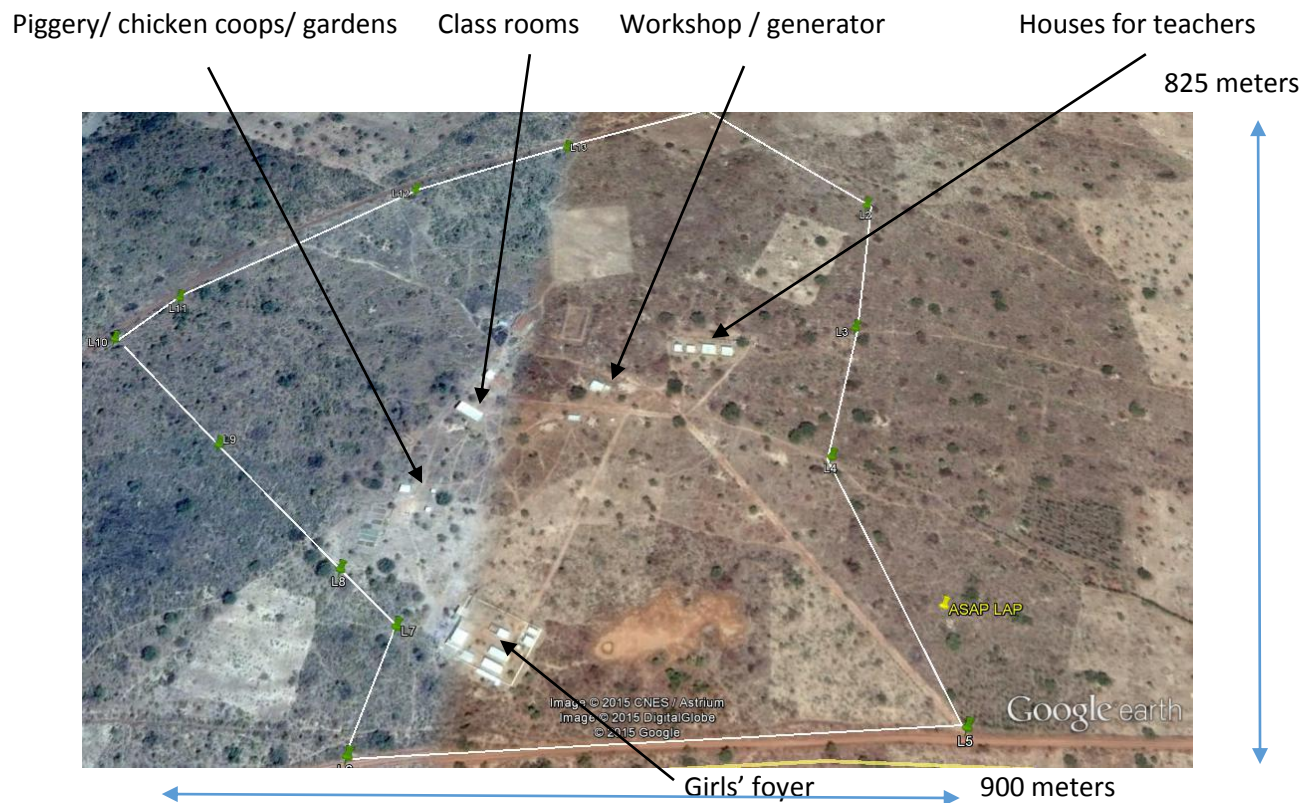 Piggery/ chicken coops/ gardens
Class rooms
Workshop / generator
Houses for teachers
825 meters
L13
L12
L2
L11
L3
L10
L9
L4
L8
ASAP LAP
L7
Image © 2015 CNES / Astrium
Image © 2015 DigitalGlobe
© 2015 Google
Google earth
L5
L6
Girls’ foyer
900 meters